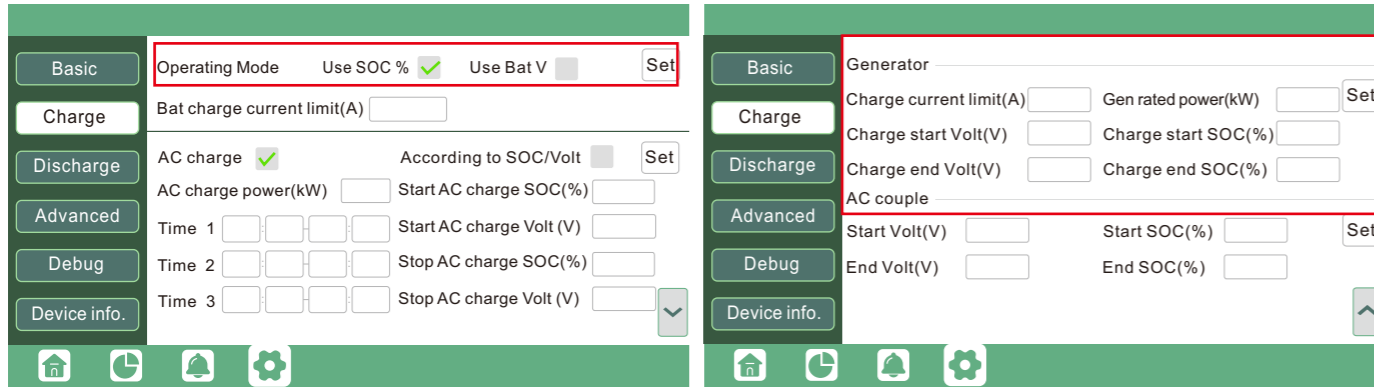 Basic
Charge
Discharge
Advanced
Debug
Device info.
Operating Mode Use SOC % Use Bat V Set
Bat charge current limit(A)
AC charge According to SOC/Volt Set
AC charge power(kW) Start AC charge SOC(%)
Time 1 : - : Start AC charge Volt (V)
Time 2 : - : Stop AC charge SOC(%)
Time 3 : - : Stop AC charge Volt (V)
Basic
Charge
Discharge
Advanced
Debug
Device info.
Generator
Charge current limit(A) Gen rated power(kW) Set
Charge start Volt(V) Charge start SOC(%)
Charge end Volt(V) Charge end SOC(%)
AC couple
Start Volt(V) Start SOC(%) Set
End Volt(V) End SOC(%)